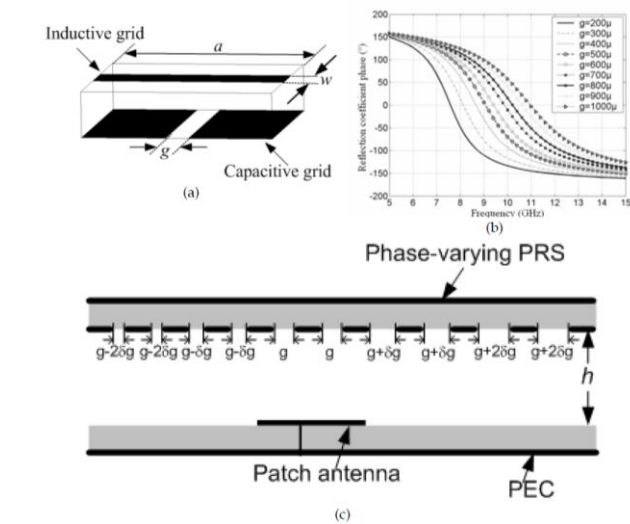 Inductive grid
a
w
g
Capacitive grid
(a)
200
150
100
50
0
-50
-100
-150
-200
5 6 7 8 9 10 11 12 13 14 15
Reflection coefficient phase (°)
Frequency (GHz)
g=200μ
g=300μ
g=400μ
g=500μ
g=600μ
g=700μ
g=800μ
g=900μ
g=1000μ
(b)
Phase-varying PRS
g-2δg g-2δg g-δg g-δg g g g+δg g+δg g+2δg g+2δg
h
Patch antenna
PEC
(c)